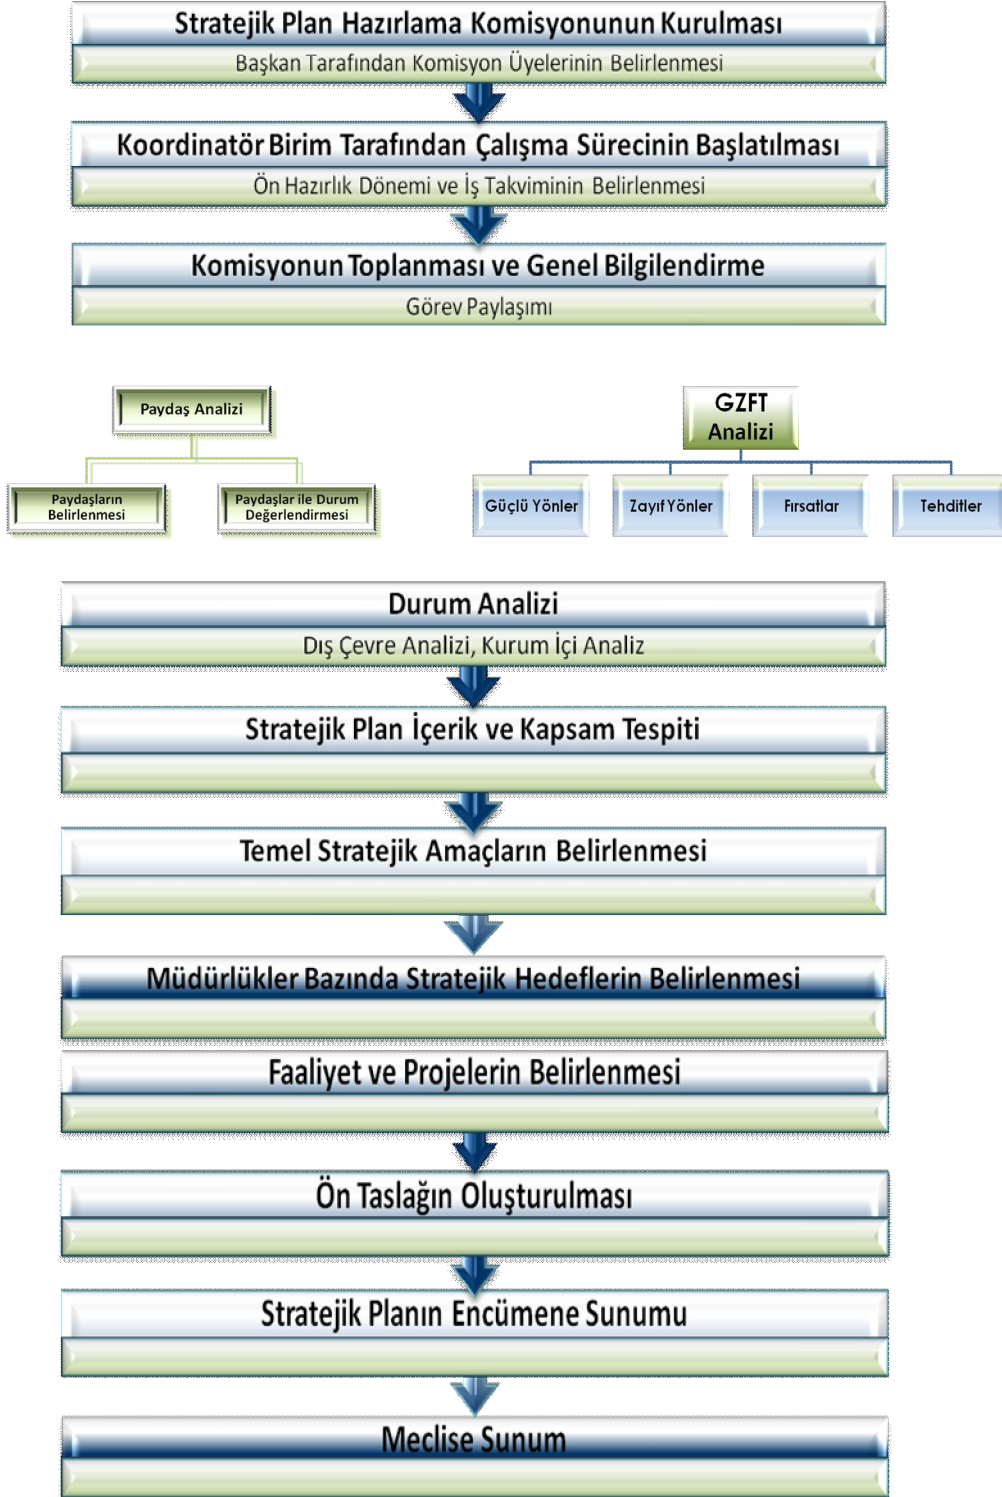 Stratejik Plan Hazırlama Komisyonunun Kurulması
Başkan Tarafından Komisyon Üyelerinin Belirlenmesi
Koordinatör Birim Tarafından Çalışma Sürecinin Başlatılması
Ön Hazırlık Dönemi ve İş Takviminin Belirlenmesi
Komisyonun Toplanması ve Genel Bilgilendirme
Görev Paylaşımı
Paydaş Analizi
Paydaşların
Belirlenmesi
Paydaşlar ile Durum
Değerlendirmesi
GZFT
Analizi
Güçlü Yönler
Zayıf Yönler
Fırsatlar
Tehditler
Durum Analizi
Dış Çevre Analizi, Kurum İçi Analiz
Stratejik Plan İçerik ve Kapsam Tespiti
Temel Stratejik Amaçların Belirlenmesi
Müdürlükler Bazında Stratejik Hedeflerin Belirlenmesi
Faaliyet ve Projelerin Belirlenmesi
Ön Taslağın Oluşturulması
Stratejik Planın Encümene Sunumu
Meclise Sunum